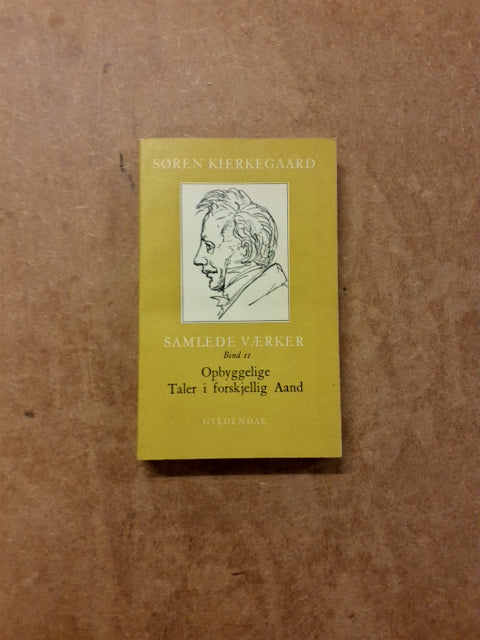 SØREN KIERKEGAARD
SAMLEDE VÆRKER
Bind 11
Opbyggelige
Taler i forskjellig Aand
GYLDENDAL